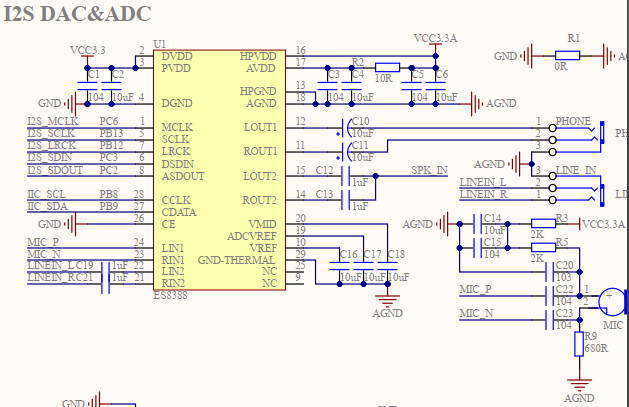 I2S DAC&ADC
VCC3.3
U1
VCC3.3A
R1
2 DVDD HPVDD 16
3 PVDD AVDD 17
R2
10R
GND
0R
C1 C2
C3 C4
C5 C6
HPGND 13
GND 104 10uF 4 DGND AGND 18 104 10uF 104 10uF AGND
I2S_MCLK PC6 1 MCLK LOUT1 12 C10 10uF 1 PHONE
I2S_SCLK PB13 5 SCLK 2
I2S_LRCK PB12 7 LRCK ROUT1 11 C11 10uF 3 PH
I2S_SDIN PC3 6 DSDIN AGND
I2S_SDOUT PC2 8 ASDOUT LOUT2 15 C12 1uF SPK_IN 3 LINE_IN
LINEIN_L 2
IIC_SCL PB8 28 CCLK ROUT2 14 C13 1uF LINEIN_R 1 LI
IIC_SDA PB9 27 CDATA
GND 26 CE VMID 20 AGND C14 10uF R3 2K VCC3.3A
ADCVREF 19
MIC_P 24 LIN1 VREF 10 C15 104 R5 2K
MIC_N 23 RIN1 GND-THERMAL 29 C16 C17 C18
LINEIN_L C19 1uF 22 LIN2 NC 25 C20 103
LINEIN_R C21 1uF 21 RIN2 NC 9 10uF 10uF 10uF
ES8388
MIC_P C22 104 1
2 +
AGND
MIC_N C23 104 MIC
R9
680R
AGND
GND